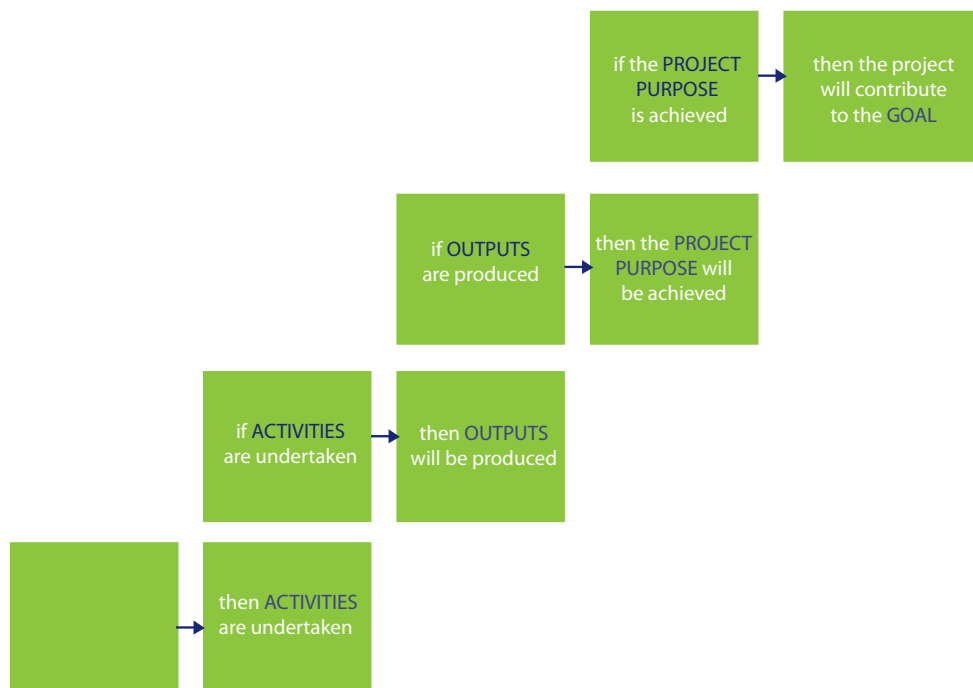 if the PROJECT
PURPOSE
is achieved
then the project
will contribute
to the GOAL
if OUTPUTS
are produced
then the PROJECT
PURPOSE will
be achieved
if ACTIVITIES
are undertaken
then OUTPUTS
will be produced
then ACTIVITIES
are undertaken